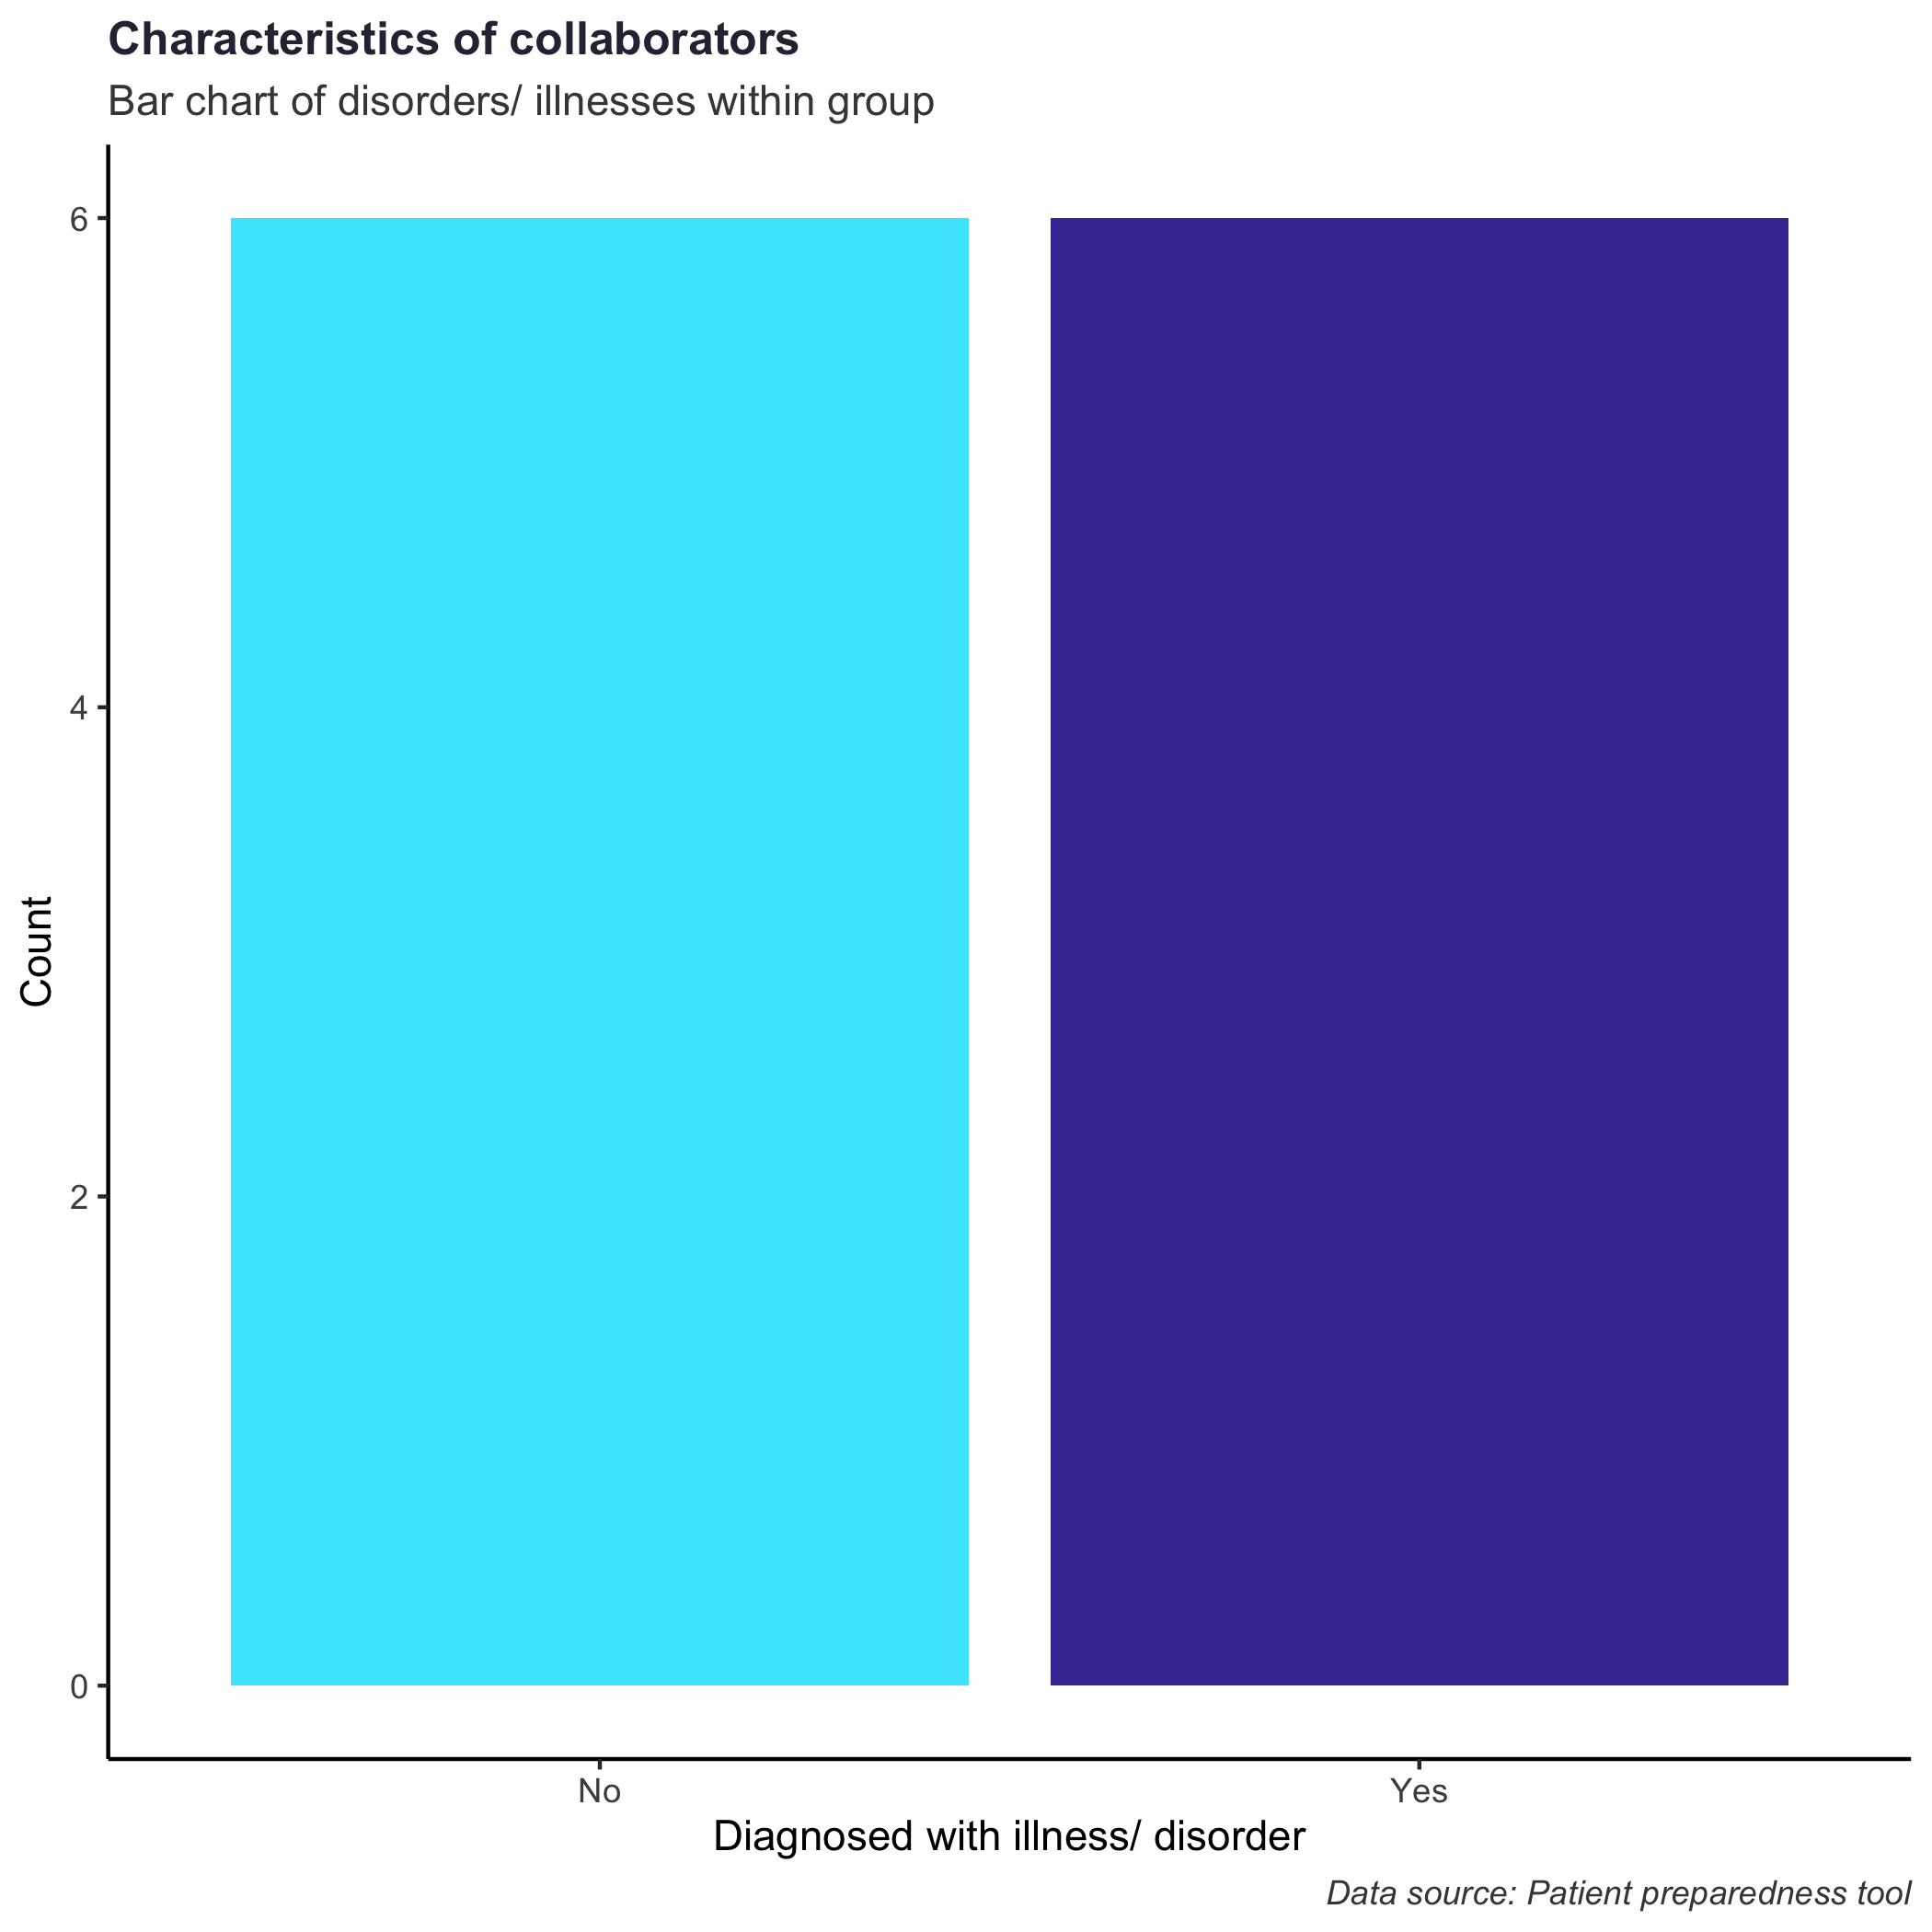 Characteristics of collaborators
Bar chart of disorders/ illnesses within group
6
4
2
0
Count
No
Yes
Diagnosed with illness/ disorder
Data source: Patient preparedness tool